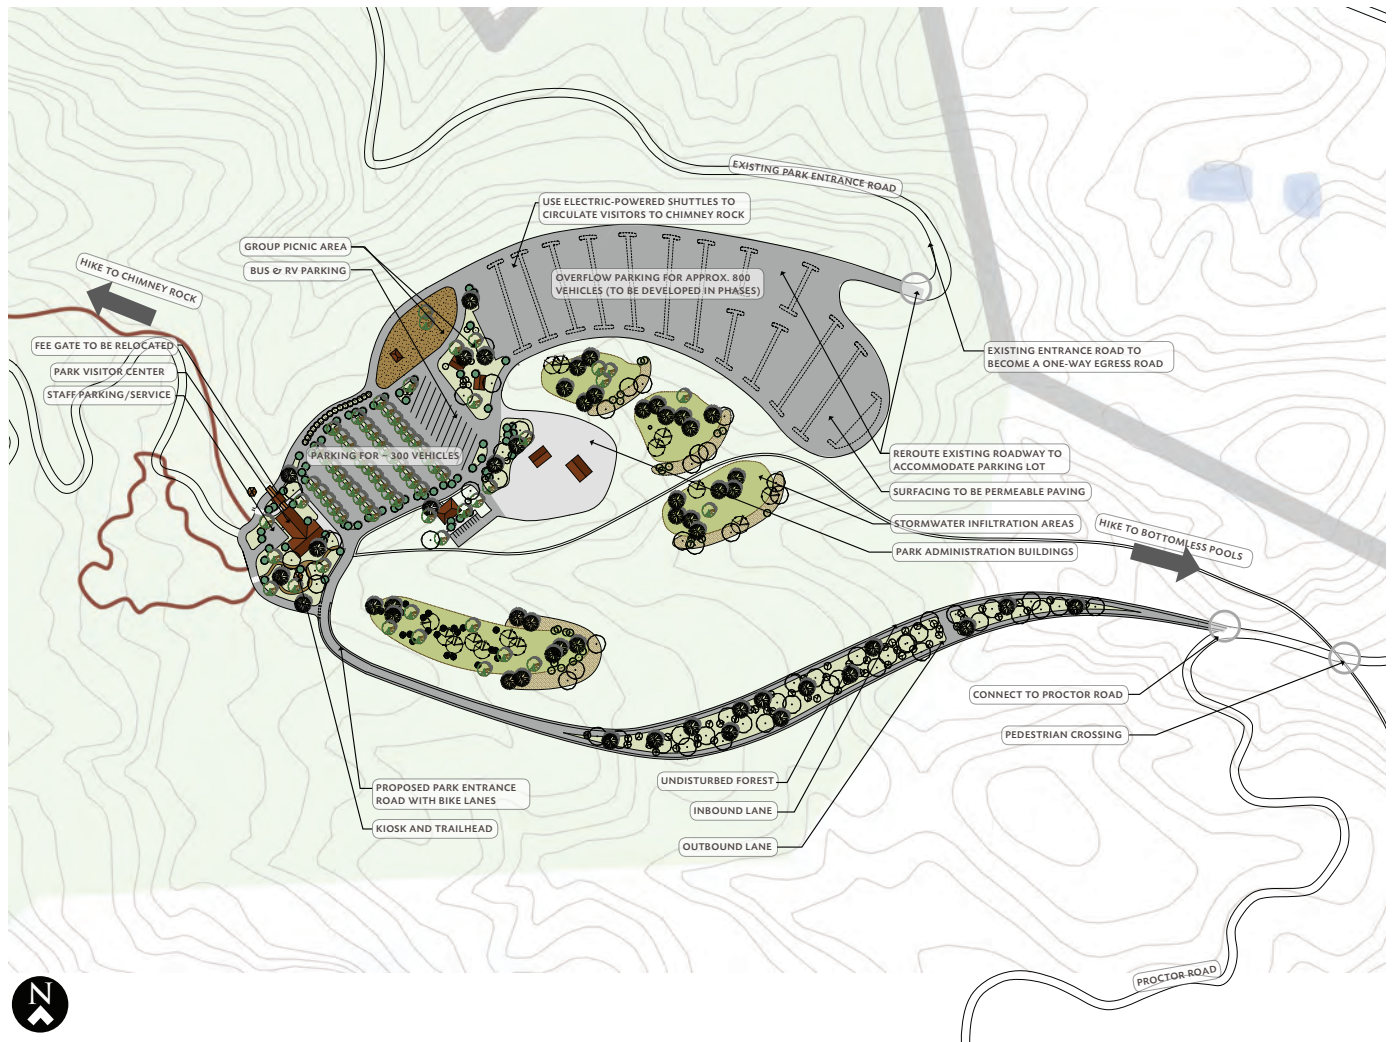 EXISTING PARK ENTRANCE ROAD
USE ELECTRIC-POWERED SHUTTLES TO
CIRCULATE VISITORS TO CHIMNEY ROCK
GROUP PICNIC AREA
BUS & RV PARKING
HIKE TO CHIMNEY ROCK
OVERFLOW PARKING FOR APPROX. 800
VEHICLES (TO BE DEVELOPED IN PHASES)
FEE GATE TO BE RELOCATED
PARK VISITOR CENTER
STAFF PARKING/SERVICE
EXISTING ENTRANCE ROAD TO
BECOME A ONE-WAY EGRESS ROAD
PARKING FOR ~ 300 VEHICLES
REROUTE EXISTING ROADWAY TO
ACCOMMODATE PARKING LOT
SURFACING TO BE PERMEABLE PAVING
STORMWATER INFILTRATION AREAS
HIKE TO BOTTOMLESS POOLS
PARK ADMINISTRATION BUILDINGS
CONNECT TO PROCTOR ROAD
PEDESTRIAN CROSSING
UNDISTURBED FOREST
PROPOSED PARK ENTRANCE
ROAD WITH BIKE LANES
INBOUND LANE
KIOSK AND TRAILHEAD
OUTBOUND LANE
PROCTOR ROAD
N